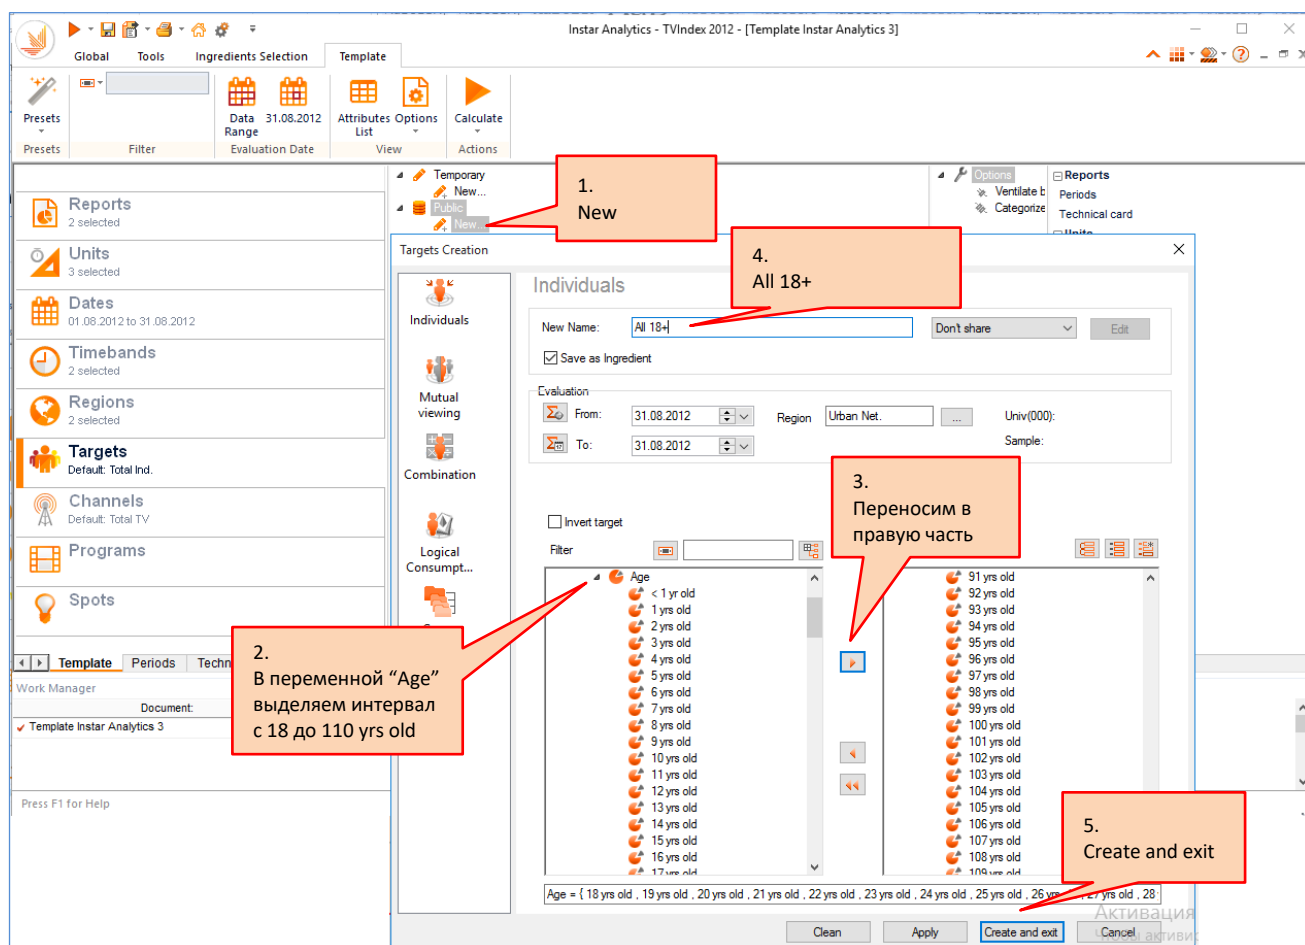 Instar Analytics - TVIndex 2012 - [Template Instar Analytics 3]
Global Tools Ingredients Selection Template
Presets
Data Range
31.08.2012
Attributes List
Options
Calculate
Presets Filter Evaluation Date View Actions
Reports
2 selected
Units
3 selected
Dates
01.08.2012 to 31.08.2012
Timebands
2 selected
Regions
2 selected
Targets
Default: Total Ind.
Channels
Default: Total TV
Programs
Spots
Template Periods Techn
Work Manager
Document:
Template Instar Analytics 3
Press F1 for Help
Temporary
New...
Public
New...
Options
Ventilate b
Categorize
Reports
Periods
Technical card
Units
1.
New
Targets Creation
Individuals
Mutual
viewing
Combination
Logical
Consumpt...
Individuals
4.
All 18+
New Name: All 18+ Don't share Edit
Save as Ingredient
Evaluation
From: 31.08.2012 Region Urban Net. ... Univ(000):
To: 31.08.2012 Sample:
3.
Переносим в
правую часть
Invert target
Filter
Age
< 1 yr old
1 yrs old
2 yrs old
3 yrs old
4 yrs old
5 yrs old
6 yrs old
7 yrs old
8 yrs old
9 yrs old
10 yrs old
11 yrs old
12 yrs old
13 yrs old
14 yrs old
15 yrs old
16 yrs old
17 yrs old
91 yrs old
92 yrs old
93 yrs old
94 yrs old
95 yrs old
96 yrs old
97 yrs old
98 yrs old
99 yrs old
100 yrs old
101 yrs old
102 yrs old
103 yrs old
104 yrs old
105 yrs old
106 yrs old
107 yrs old
108 yrs old
109 yrs old
2.
В переменной “Age”
выделяем интервал
с 18 до 110 yrs old
5.
Create and exit
Age = { 18 yrs old , 19 yrs old , 20 yrs old , 21 yrs old , 22 yrs old , 23 yrs old , 24 yrs old , 25 yrs old , 26 yrs old , 27 yrs old , 28
Активация
Clean Apply Create and exit Cancel